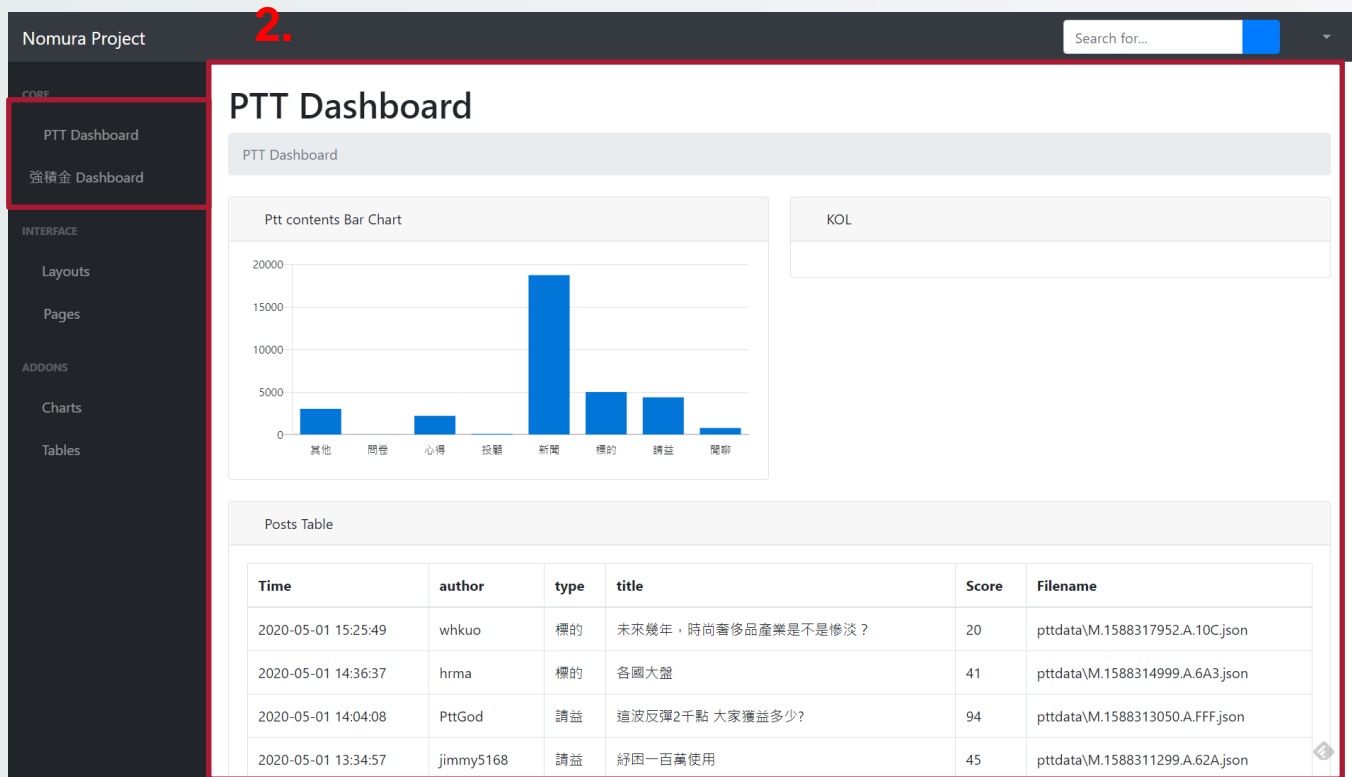 2.
Nomura Project
Search for...
CORE
PTT Dashboard
強積金 Dashboard
INTERFACE
Layouts
Pages
ADDONS
Charts
Tables
PTT Dashboard
PTT Dashboard
Ptt contents Bar Chart
20000
15000
10000
5000
0
其他 問卷 心得 投顧 新聞 標的 請益 閒聊
KOL
Posts Table
Time author type title Score Filename
2020-05-01 15:25:49 whkuo 標的 未來幾年，時尚奢侈品產業是不是慘淡？ 20 pttdata\M.1588317952.A.10C.json
2020-05-01 14:36:37 hrma 標的 各國大盤 41 pttdata\M.1588314999.A.6A3.json
2020-05-01 14:04:08 PttGod 請益 這波反彈2千點 大家獲益多少? 94 pttdata\M.1588313050.A.FFF.json
2020-05-01 13:34:57 jimmy5168 請益 紓困一百萬使用 45 pttdata\M.1588311299.A.62A.json